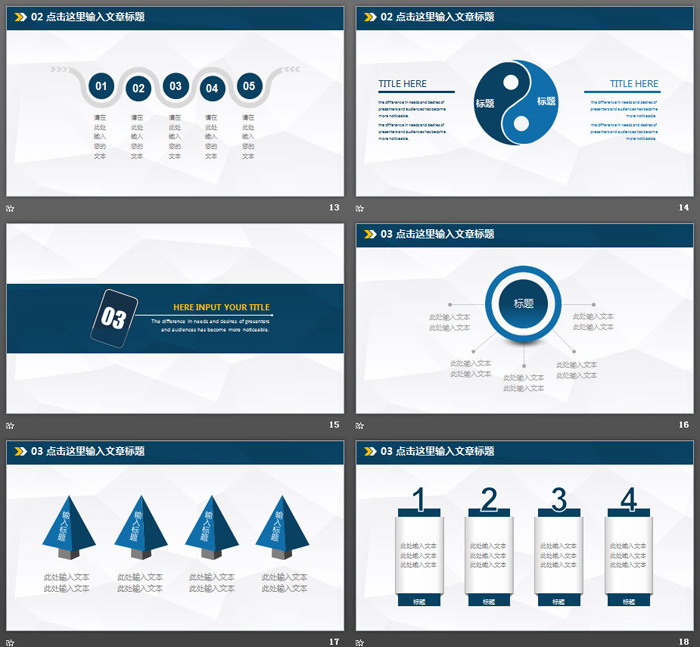 02 点击这里输入文章标题
01 02 03 04 05
请在 请在 请在 请在 请在
此处 此处 此处 此处 此处
输入 输入 输入 输入 输入
您的 您的 您的 您的 您的
文本 文本 文本 文本 文本
13
02 点击这里输入文章标题
TITLE HERE
the difference in needs and desires of
presenters and audiences has become
more noticeable.
the difference in needs and desires of
presenters and audiences has become
more noticeable.
标题
标题
TITLE HERE
the difference in needs and desires of
presenters and audiences has become
more noticeable.
the difference in needs and desires of
presenters and audiences has become
more noticeable.
14
03
HERE INPUT YOUR TITLE
The difference in needs and desires of presenters
and audiences has become more noticeable.
15
03 点击这里输入文章标题
标题
此处输入文本
此处输入文本
此处输入文本
此处输入文本
此处输入文本
此处输入文本
此处输入文本
此处输入文本
此处输入文本
此处输入文本
16
03 点击这里输入文章标题
输入标题 输入标题 输入标题 输入标题
此处输入文本 此处输入文本 此处输入文本 此处输入文本
此处输入文本 此处输入文本 此处输入文本 此处输入文本
17
03 点击这里输入文章标题
1 2 3 4
此处输入文本 此处输入文本 此处输入文本 此处输入文本
此处输入文本 此处输入文本 此处输入文本 此处输入文本
此处输入文本 此处输入文本 此处输入文本 此处输入文本
标题 标题 标题 标题
18